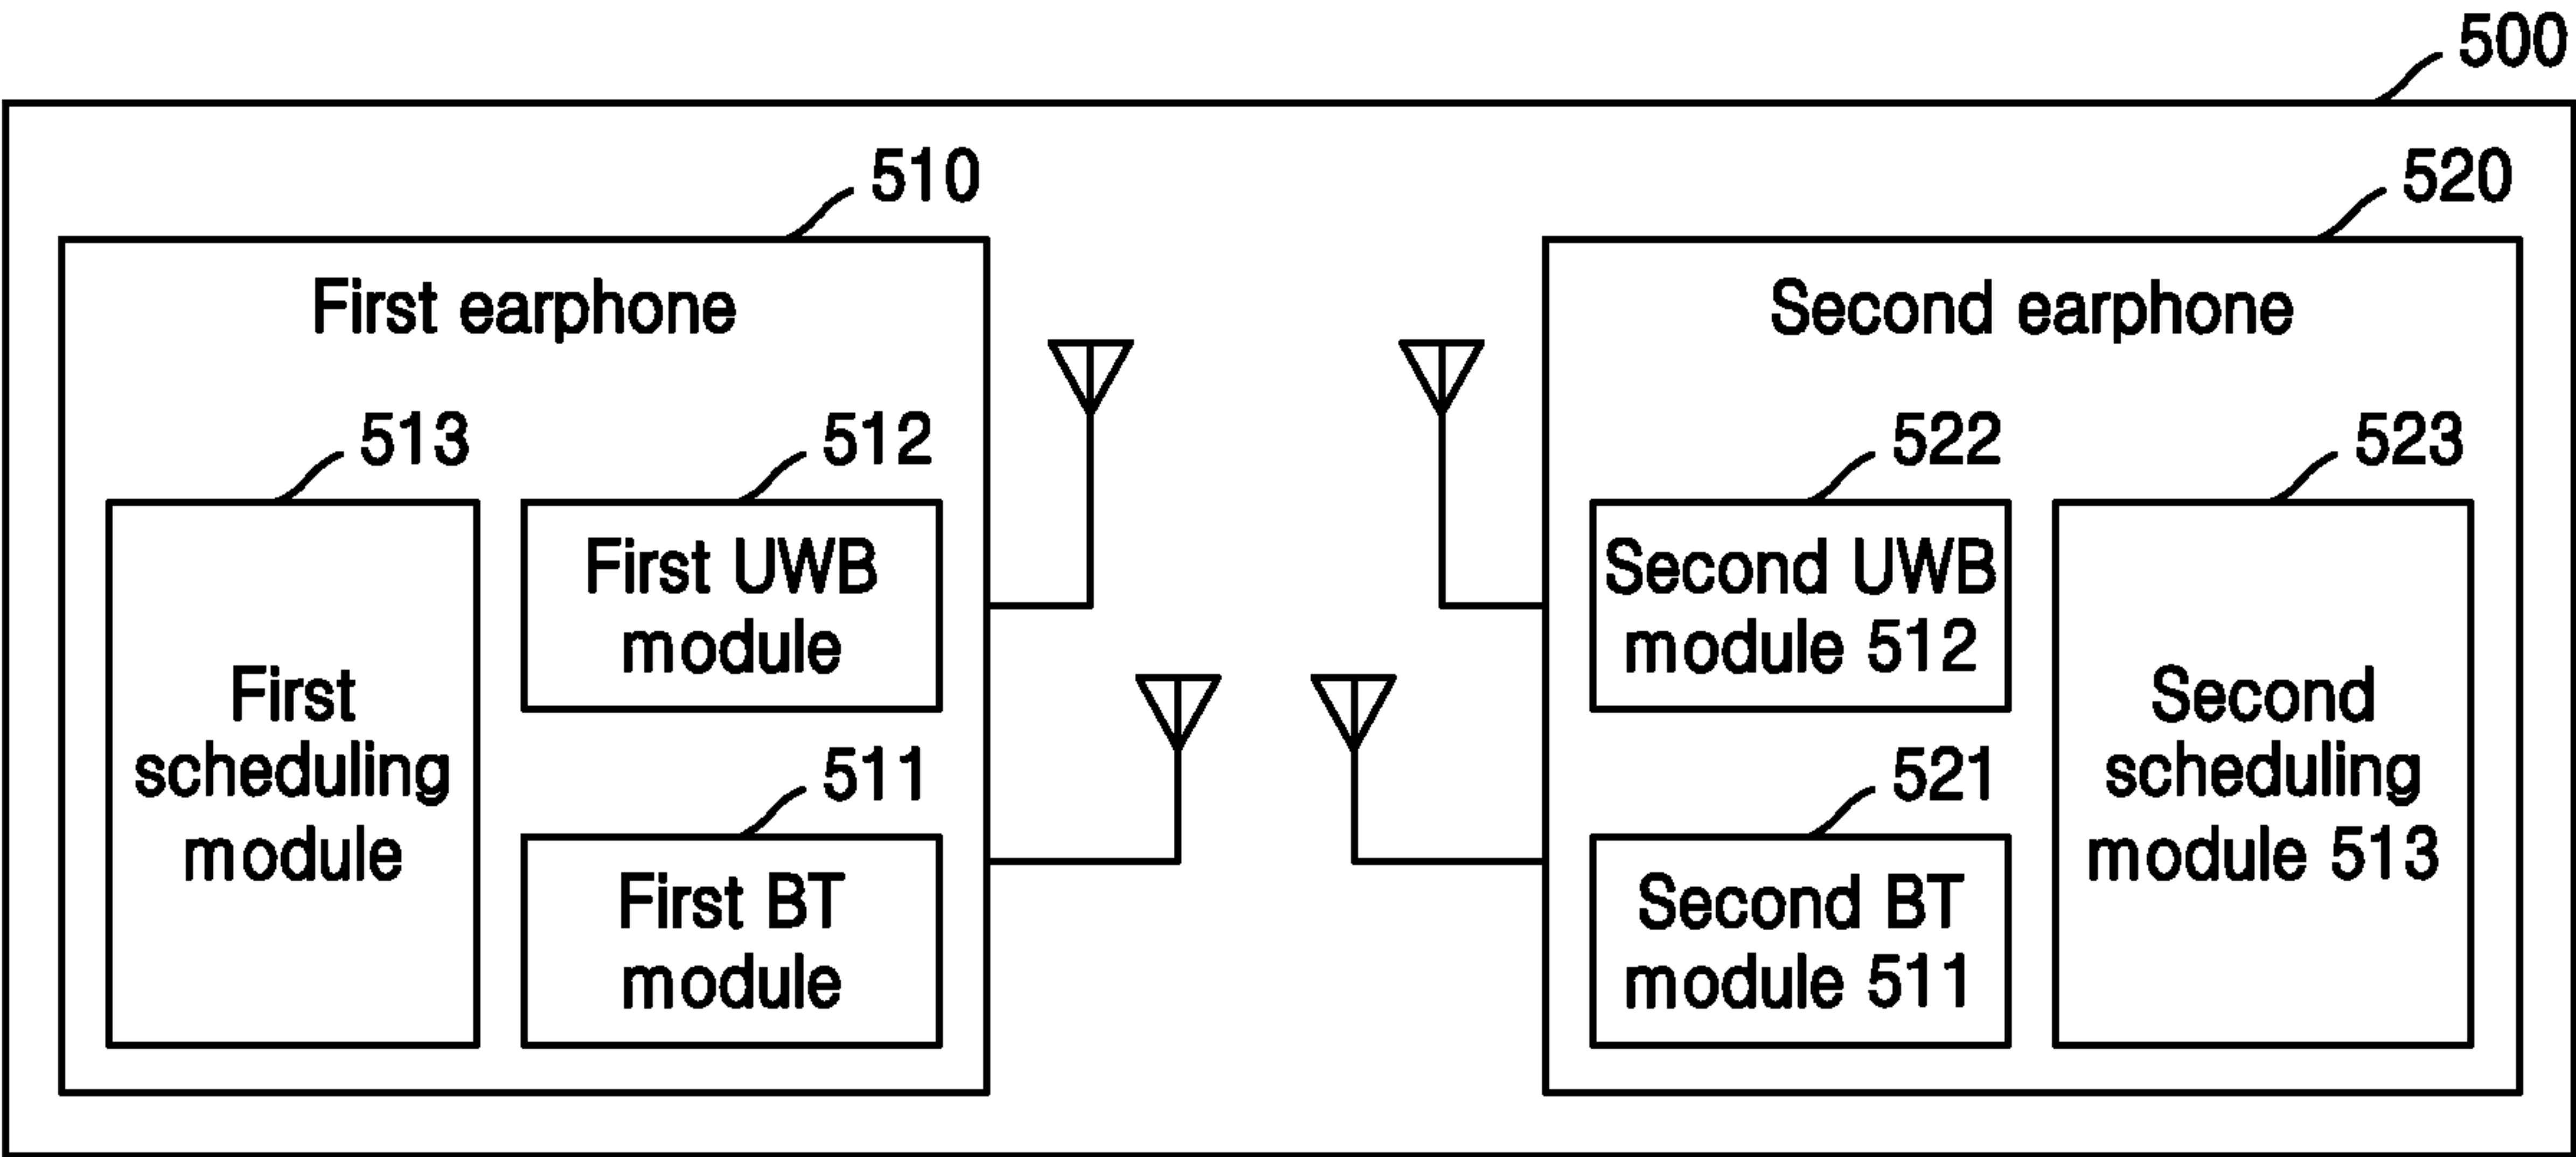 500
510
520
First earphone
Second earphone
513
512
522
523
First UWB
module
Second UWB
module 512
First
scheduling
module
Second
scheduling
module 513
511
521
First BT
module
Second BT
module 511